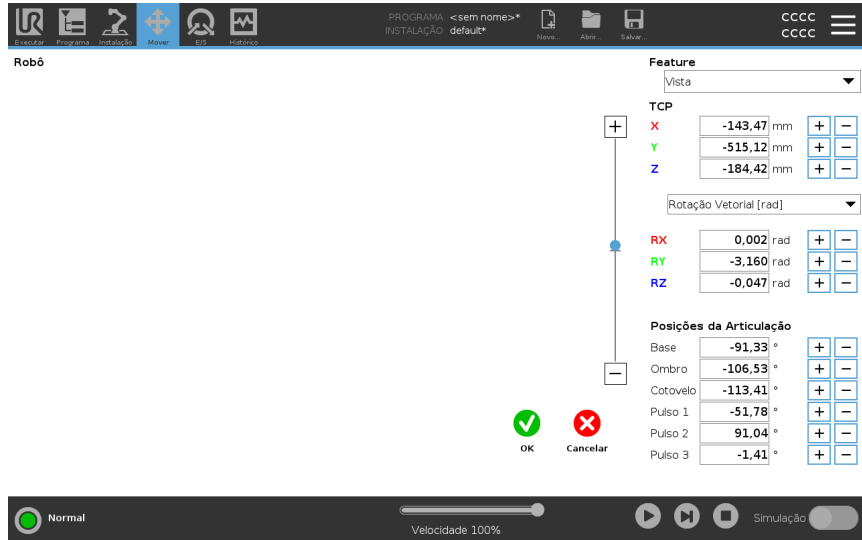 UR
Executar Programa Instalação Mover E/S Histórico
PROGRAMA <sem nome>*
INSTALAÇÃO default*
Novo... Abrir... Salvar...
CCCC
CCCC
Robô
Feature
Vista
TCP
X -143,47 mm + −
Y -515,12 mm + −
Z -184,42 mm + −
Rotação Vetorial [rad]
RX 0,002 rad + −
RY -3,160 rad + −
RZ -0,047 rad + −
Posições da Articulação
Base -91,33 ° + −
Ombro -106,53 ° + −
Cotovelo -113,41 ° + −
Pulso 1 -51,78 ° + −
Pulso 2 91,04 ° + −
Pulso 3 -1,41 ° + −
+
−
OK Cancelar
Normal
Velocidade 100%
Simulação